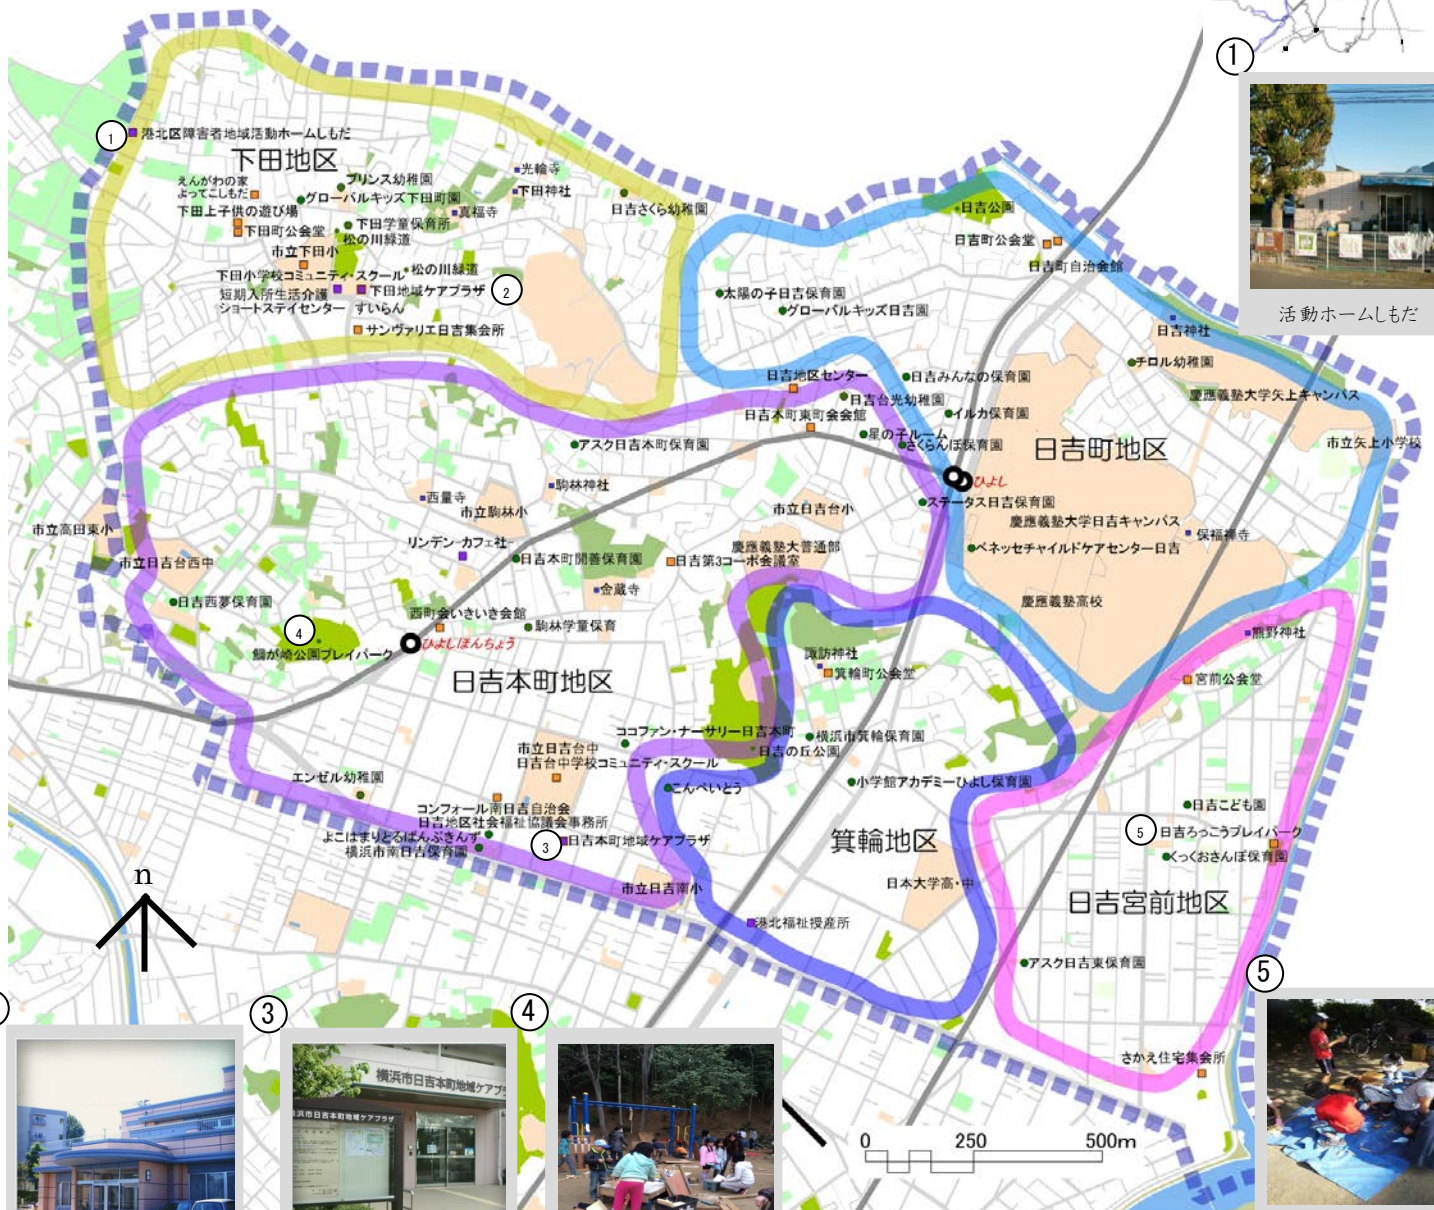 ①
活動ホームしもだ
① 港北区障害者地域活動ホームしもだ
下田地区
えんがわの家
よってこしもだ
プリンス幼稚園
グローバルキッズ下田町園
下田上子供の遊び場
下田町公会堂
下田学童保育所
松の川緑道
市立下田小
下田小学校コミュニティ・スクール
松の川緑道
短期入所生活介護
ショートステイセンター すいらん
下田地域ケアプラザ ②
サンヴァリエ日吉集会所
光輪寺
下田神社
真福寺
日吉さくら幼稚園
日吉公園
日吉町公会堂
日吉町自治会館
太陽の子日吉保育園
グローバルキッズ日吉園
日吉神社
チロル幼稚園
慶應義塾大学矢上キャンパス
市立矢上小学校
日吉町地区
日吉地区センター
日吉みんなの保育園
日吉台光幼稚園
イルカ保育園
日吉本町東町会会館
星の子ルーム
さくらんぼ保育園
ひよし
ステータス日吉保育園
慶應義塾大学日吉キャンパス
保福禅寺
ベネッセチャイルドケアセンター日吉
慶應義塾高校
アスク日吉本町保育園
駒林神社
西量寺
市立駒林小
市立日吉台小
市立高田東小
市立日吉台西中
リンデンーカフェ社ー
日吉本町開善保育園
慶應義塾大普通部
日吉第3コーポ会議室
金蔵寺
日吉西夢保育園
西町会いきいき会館
駒林学童保育
④
鯛が崎公園プレイパーク
ひよしほんちょう
日吉本町地区
諏訪神社
箕輪町公会堂
熊野神社
宮前公会堂
ココファン・ナーサリー日吉本町
横浜市箕輪保育園
日吉の丘公園
市立日吉台中
日吉台中学校コミュニティ・スクール
こんぺいとう
小学館アカデミーひよし保育園
エンゼル幼稚園
コンフォール南日吉自治会
日吉地区社会福祉協議会事務所
よこはまりとるぱんぷきんず
横浜市南日吉保育園
③ 日吉本町地域ケアプラザ
市立日吉南小
箕輪地区
日本大学高・中
港北福祉授産所
日吉こども園
⑤ 日吉ろっこうプレイパーク
くっくおさんぽ保育園
日吉宮前地区
アスク日吉東保育園
さかえ住宅集会所
n
0 250 500m
③
横浜市日吉本町地域ケアプ
横浜市日吉本町地域ケアプラザ
④
⑤